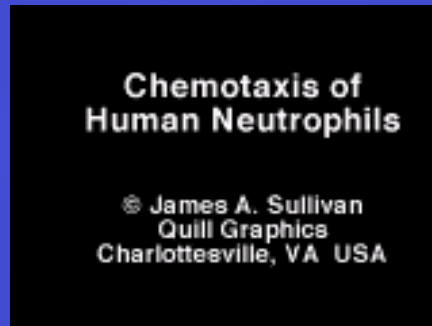 Chemotaxis of
Human Neutrophils
© James A. Sullivan
Quill Graphics
Charlottesville, VA USA